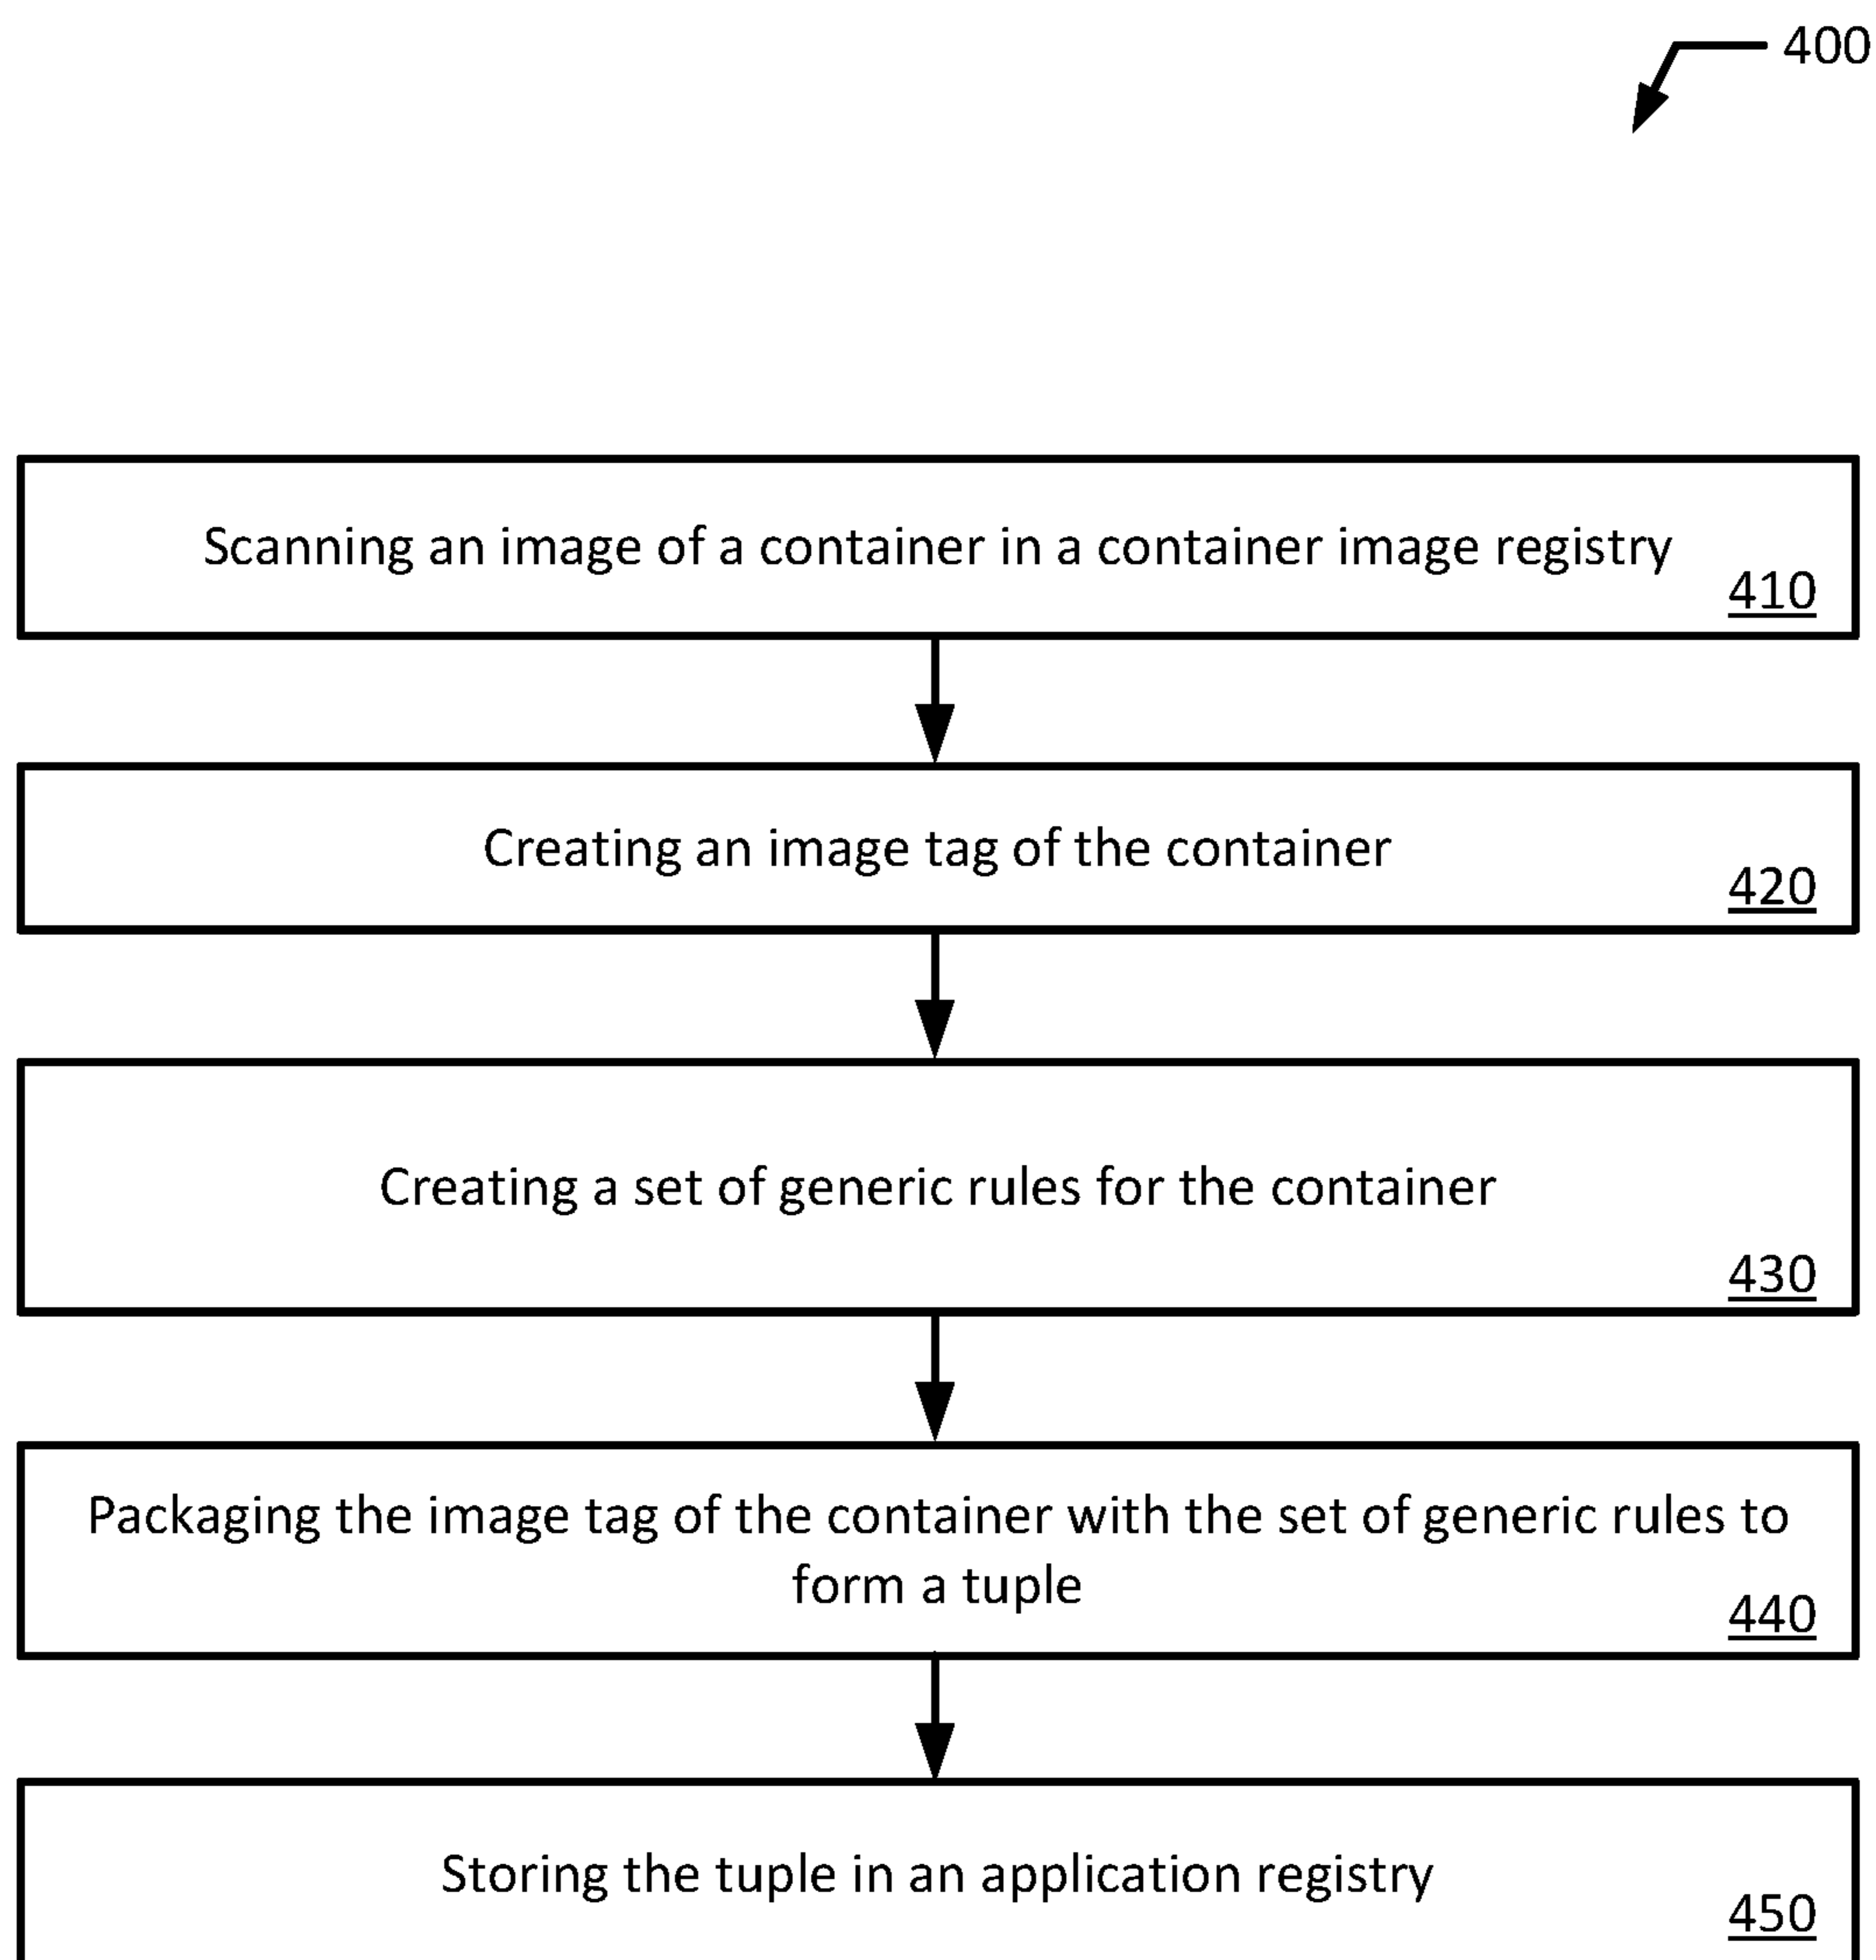 400
Scanning an image of a container in a container image registry
410
Creating an image tag of the container
420
Creating a set of generic rules for the container
430
Packaging the image tag of the container with the set of generic rules to
form a tuple
440
Storing the tuple in an application registry
450